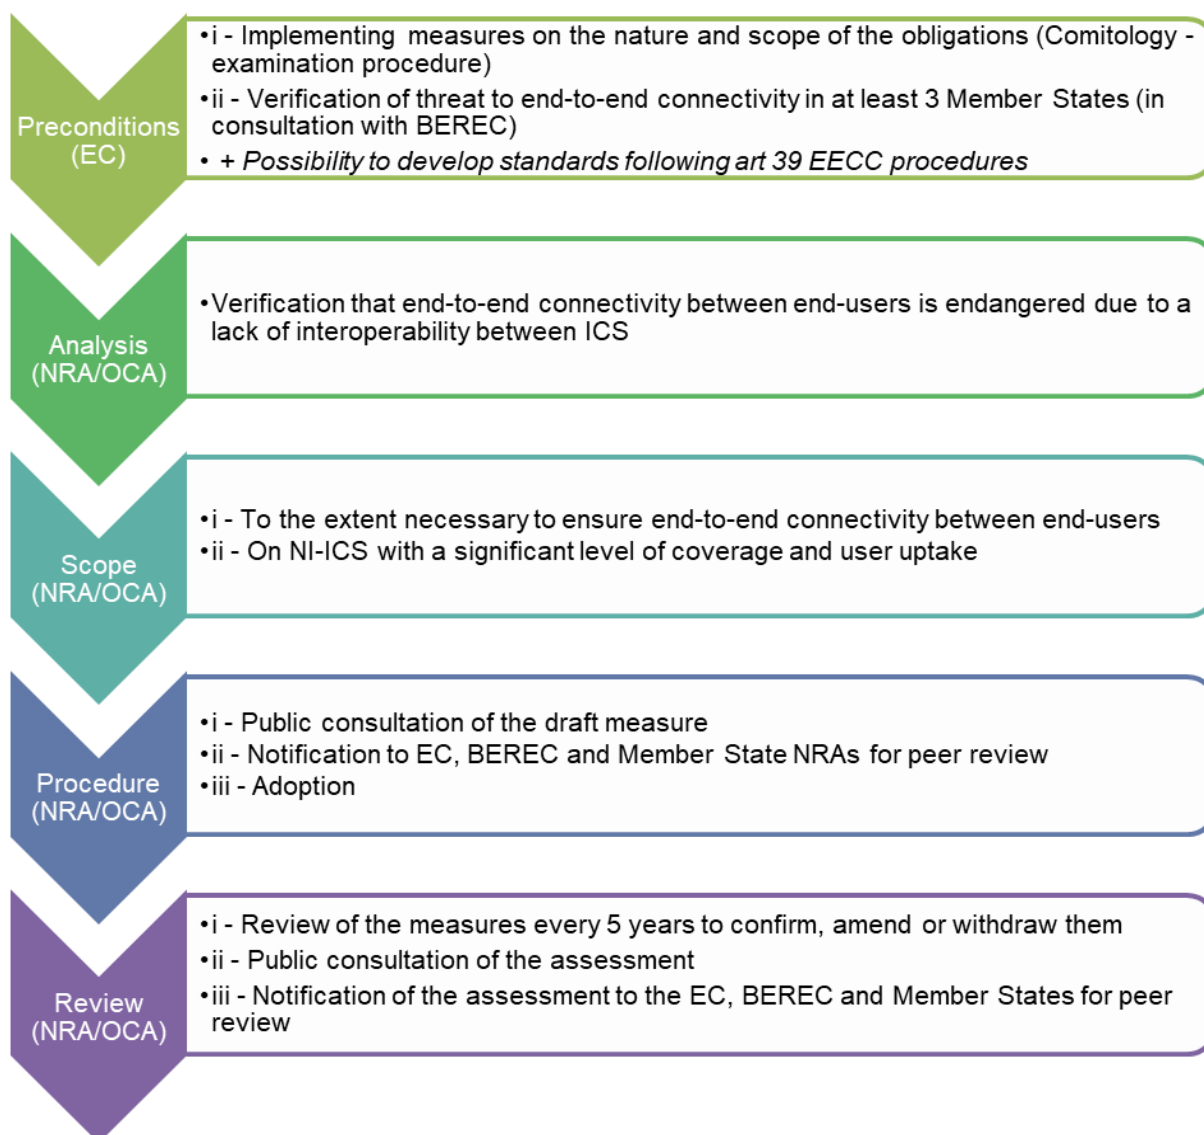 Preconditions
(EC)
•i - Implementing measures on the nature and scope of the obligations (Comitology -
examination procedure)
•ii - Verification of threat to end-to-end connectivity in at least 3 Member States (in
consultation with BEREC)
• + Possibility to develop standards following art 39 EECC procedures
Analysis
(NRA/OCA)
•Verification that end-to-end connectivity between end-users is endangered due to a
lack of interoperability between ICS
Scope
(NRA/OCA)
•i - To the extent necessary to ensure end-to-end connectivity between end-users
•ii - On NI-ICS with a significant level of coverage and user uptake
Procedure
(NRA/OCA)
•i - Public consultation of the draft measure
•ii - Notification to EC, BEREC and Member State NRAs for peer review
•iii - Adoption
Review
(NRA/OCA)
•i - Review of the measures every 5 years to confirm, amend or withdraw them
•ii - Public consultation of the assessment
•iii - Notification of the assessment to the EC, BEREC and Member States for peer
review